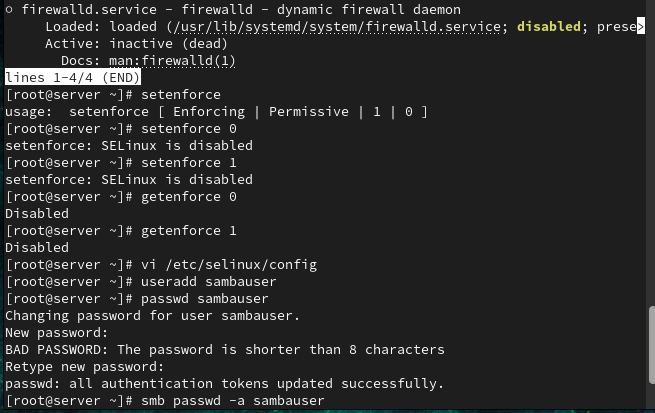 ○ firewalld.service - firewalld - dynamic firewall daemon
     Loaded: loaded (/usr/lib/systemd/system/firewalld.service; disabled; prese>
     Active: inactive (dead)
       Docs: man:firewalld(1)
lines 1-4/4 (END)
[root@server ~]# setenforce
usage:  setenforce [ Enforcing | Permissive | 1 | 0 ]
[root@server ~]# setenforce 0
setenforce: SELinux is disabled
[root@server ~]# setenforce 1
setenforce: SELinux is disabled
[root@server ~]# getenforce 0
Disabled
[root@server ~]# getenforce 1
Disabled
[root@server ~]# vi /etc/selinux/config
[root@server ~]# useradd sambauser
[root@server ~]# passwd sambauser
Changing password for user sambauser.
New password:
BAD PASSWORD: The password is shorter than 8 characters
Retype new password:
passwd: all authentication tokens updated successfully.
[root@server ~]# smb passwd -a sambauser